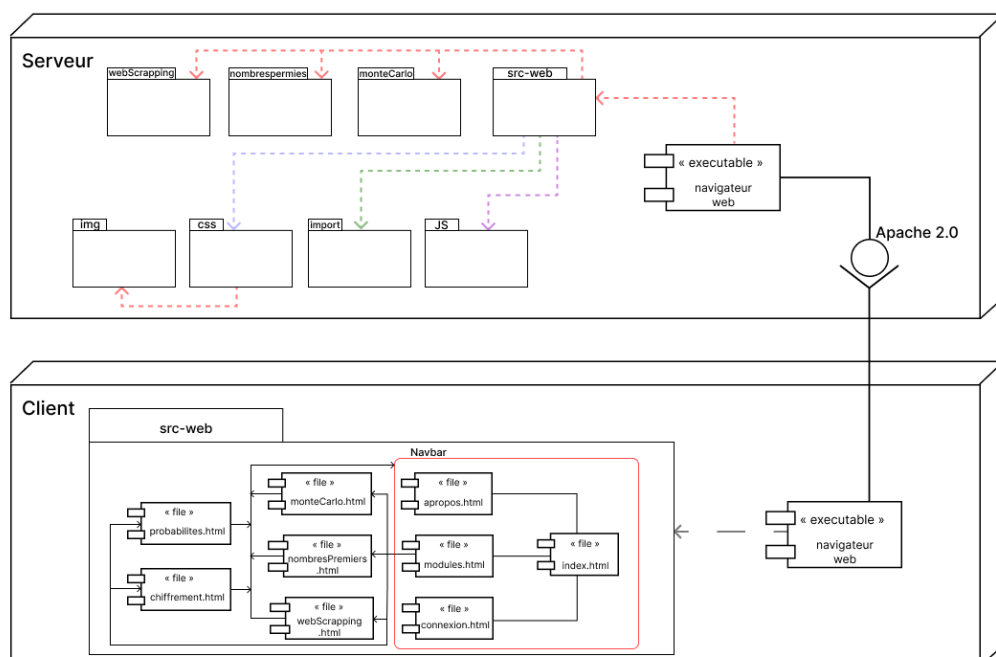 Serveur
webScrapping
nombrespermies
monteCarlo
src-web
« executable »
navigateur
web
img
css
import
JS
Apache 2.0
Client
src-web
Navbar
« file »
monteCarlo.html
« file »
apropos.html
« file »
probabilites.html
« file »
nombresPremiers
.html
« file »
modules.html
« file »
index.html
« file »
chiffrement.html
« file »
webScrapping
.html
« file »
connexion.html
« executable »
navigateur
web